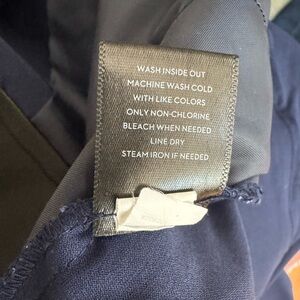 WASH INSIDE OUT
MACHINE WASH COLD
WITH LIKE COLORS
ONLY NON-CHLORINE
BLEACH WHEN NEEDED
LINE DRY
STEAM IRON IF NEEDED